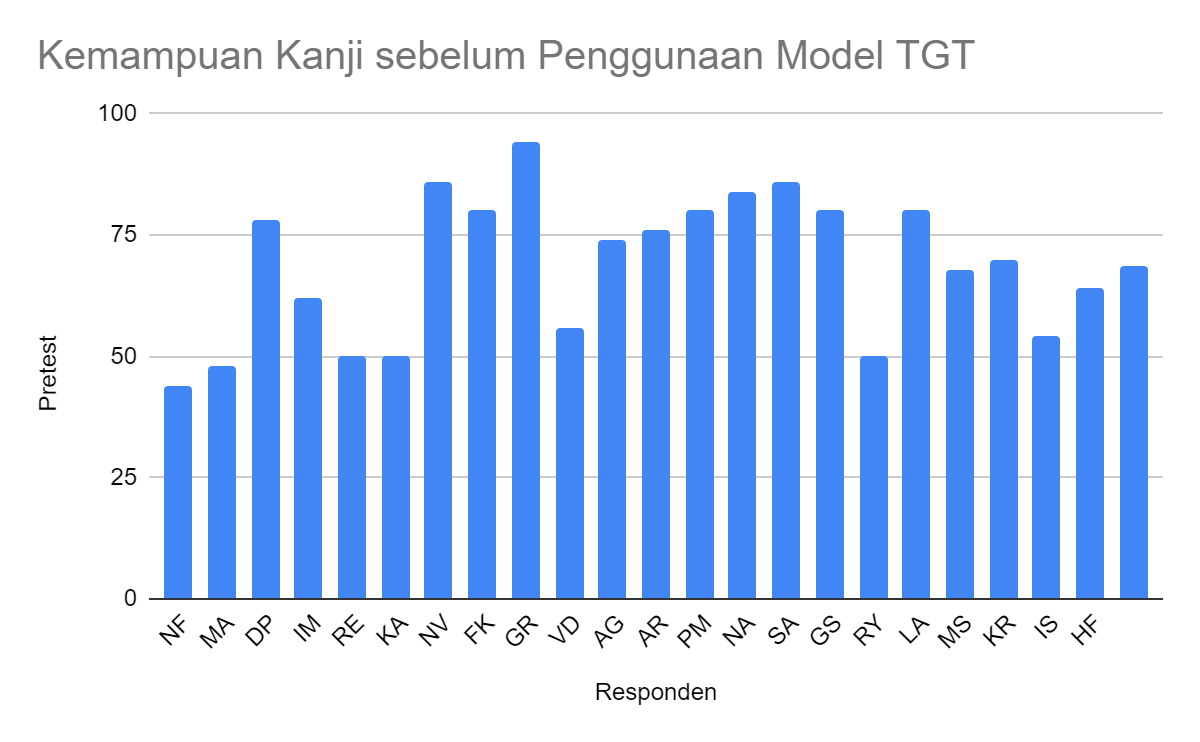 Kemampuan Kanji sebelum Penggunaan Model TGT
100
75
50
25
0
Pretest
NF MA DP IM RE KA NV FK GR VD AG AR PM NA SA GS RY LA MS KR IS HF
Responden